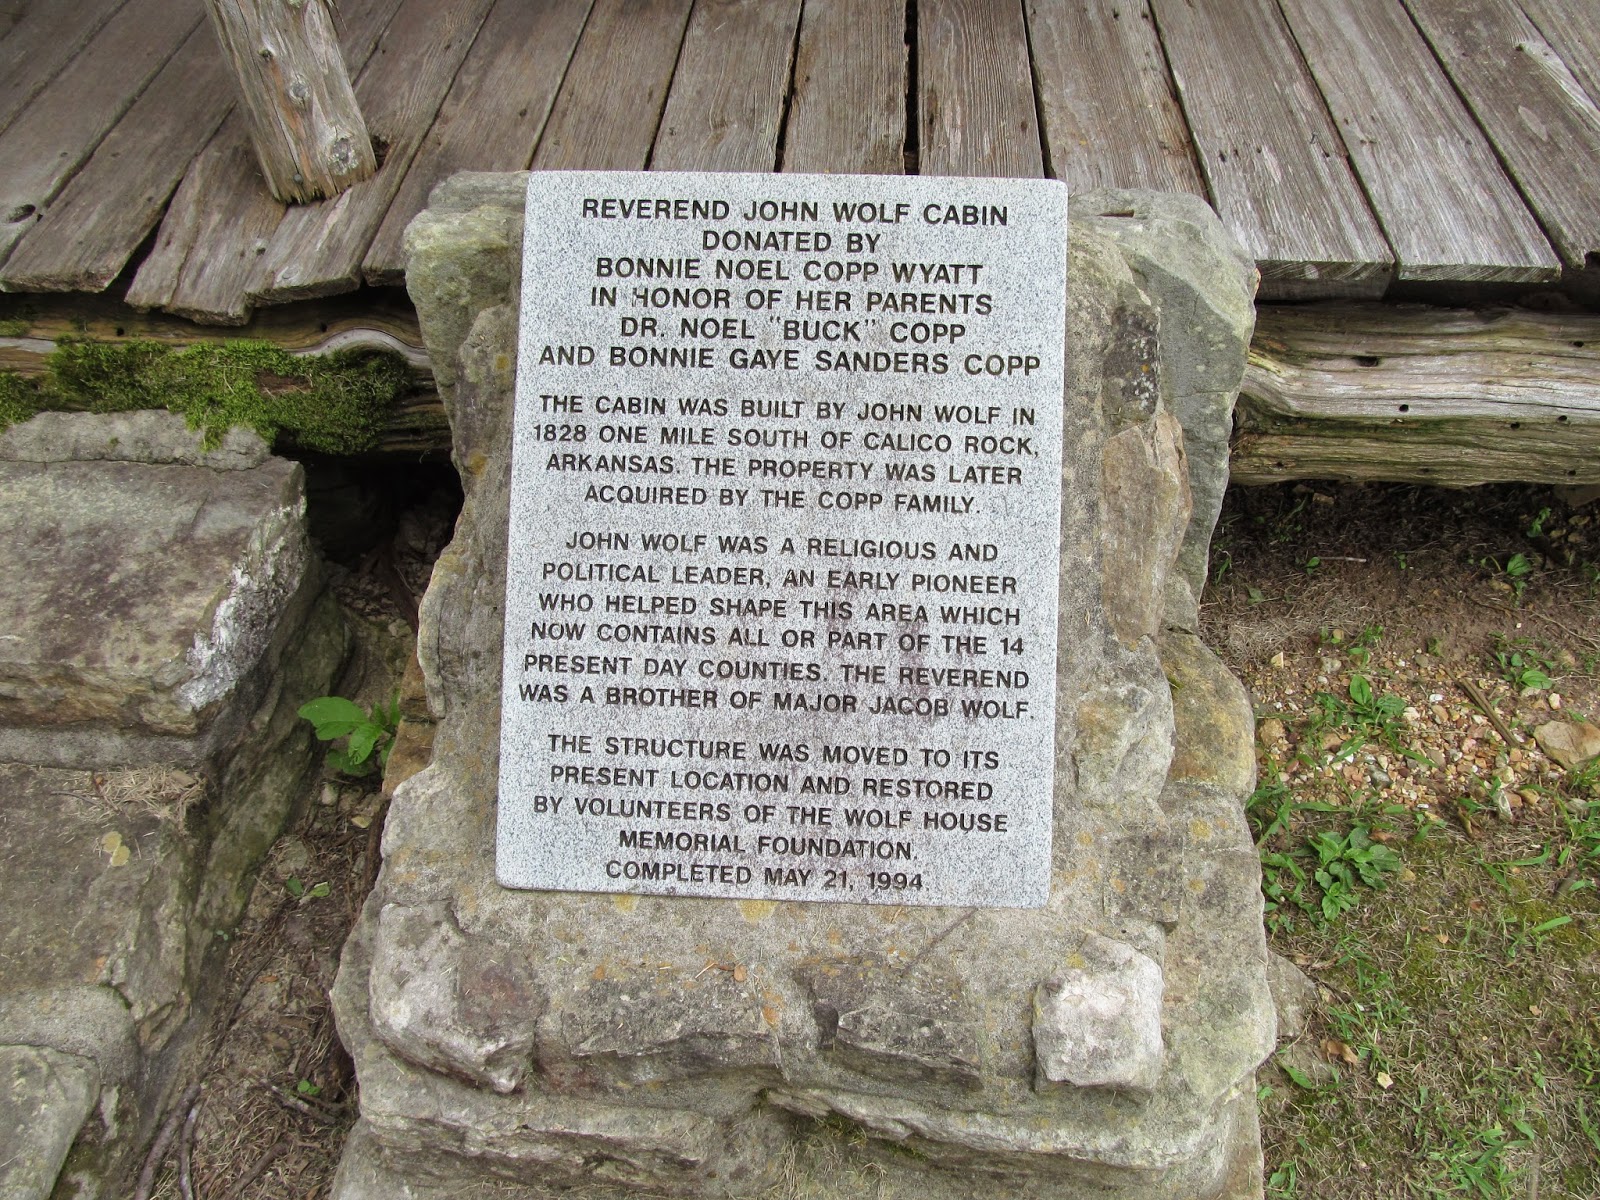 REVEREND JOHN WOLF CABIN
DONATED BY
BONNIE NOEL COPP WYATT
IN HONOR OF HER PARENTS
DR. NOEL "BUCK" COPP
AND BONNIE GAYE SANDERS COPP
THE CABIN WAS BUILT BY JOHN WOLF IN
1828 ONE MILE SOUTH OF CALICO ROCK,
ARKANSAS. THE PROPERTY WAS LATER
ACQUIRED BY THE COPP FAMILY.
JOHN WOLF WAS A RELIGIOUS AND
POLITICAL LEADER, AN EARLY PIONEER
WHO HELPED SHAPE THIS AREA WHICH
NOW CONTAINS ALL OR PART OF THE 14
PRESENT DAY COUNTIES. THE REVEREND
WAS A BROTHER OF MAJOR JACOB WOLF.
THE STRUCTURE WAS MOVED TO ITS
PRESENT LOCATION AND RESTORED
BY VOLUNTEERS OF THE WOLF HOUSE
MEMORIAL FOUNDATION.
COMPLETED MAY 21, 1994.